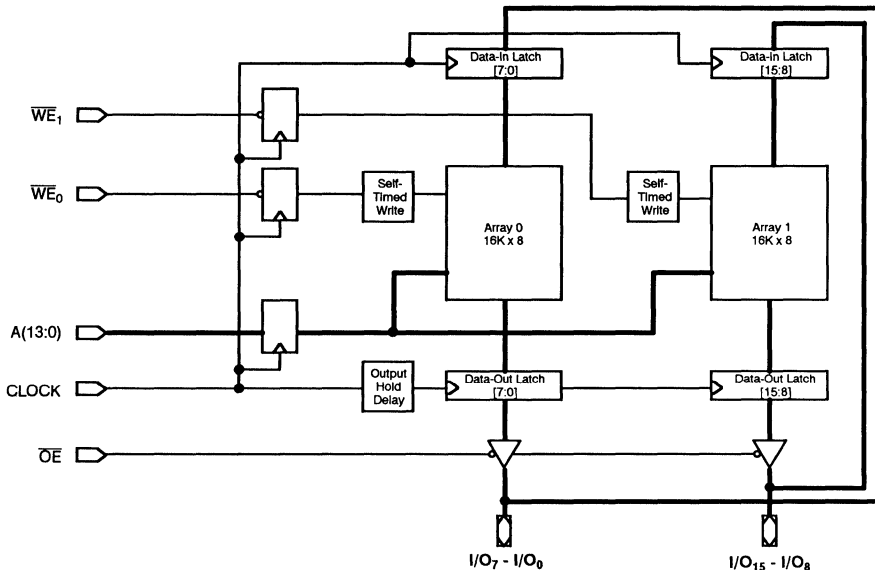 Data-In Latch
[7:0]
Data-In Latch
[15:8]
WE1
WE0
Self-
Timed
Write
Self-
Timed
Write
Array 0
16K x 8
Array 1
16K x 8
A(13:0)
CLOCK
Output
Hold
Delay
Data-Out Latch
[7:0]
Data-Out Latch
[15:8]
OE
I/O7 - I/O0
I/O15 - I/O8